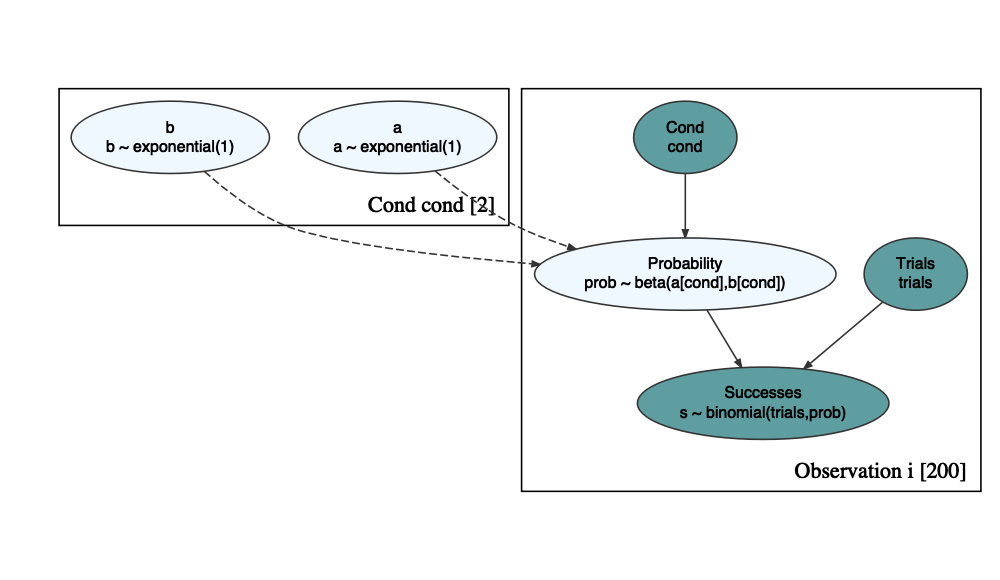 b
b ~ exponential(1)
a
a ~ exponential(1)
Cond cond [2]
Cond
cond
Probability
prob ~ beta(a[cond],b[cond])
Trials
trials
Successes
s ~ binomial(trials,prob)
Observation i [200]